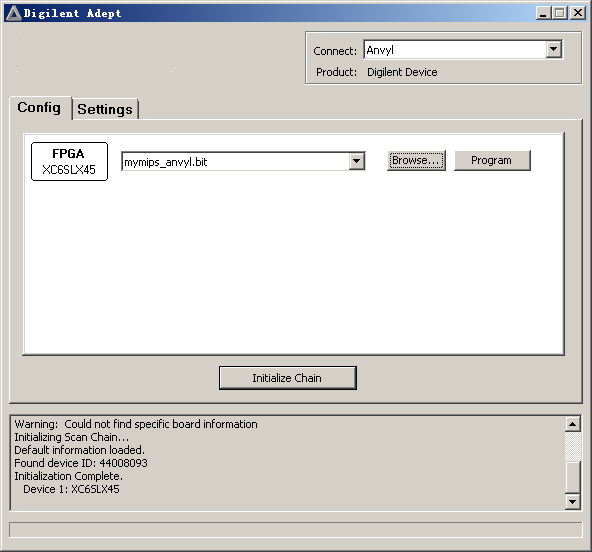 Digilent Adept
Connect: Anvyl
Product: Digilent Device
Config Settings
FPGA
XC6SLX45
mymips_anvyl.bit
Browse... Program
Initialize Chain
Warning: Could not find specific board information
Initializing Scan Chain...
Default information loaded.
Found device ID: 44008093
Initialization Complete.
Device 1: XC6SLX45